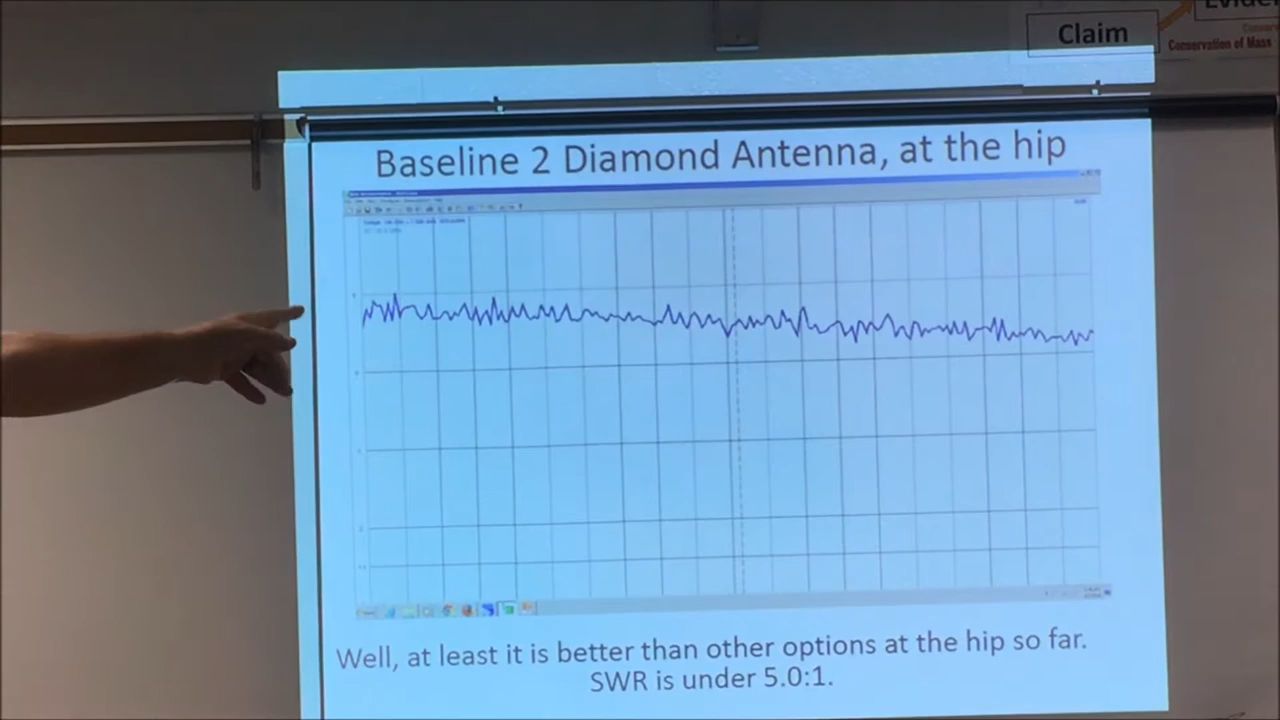 Claim
Conservation of Mass
Baseline 2 Diamond Antenna, at the hip
Well, at least it is better than other options at the hip so far.
SWR is under 5.0:1.